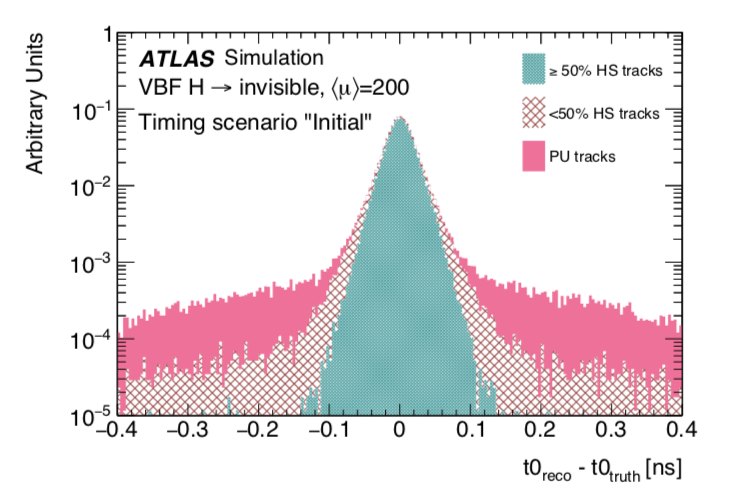 Arbitrary Units
ATLAS Simulation
VBF H → invisible, ⟨μ⟩=200
Timing scenario "Initial"
≥ 50% HS tracks
<50% HS tracks
PU tracks
1
10⁻¹
10⁻²
10⁻³
10⁻⁴
10⁻⁵
−0.4 −0.3 −0.2 −0.1 0 0.1 0.2 0.3 0.4
t0reco - t0truth [ns]